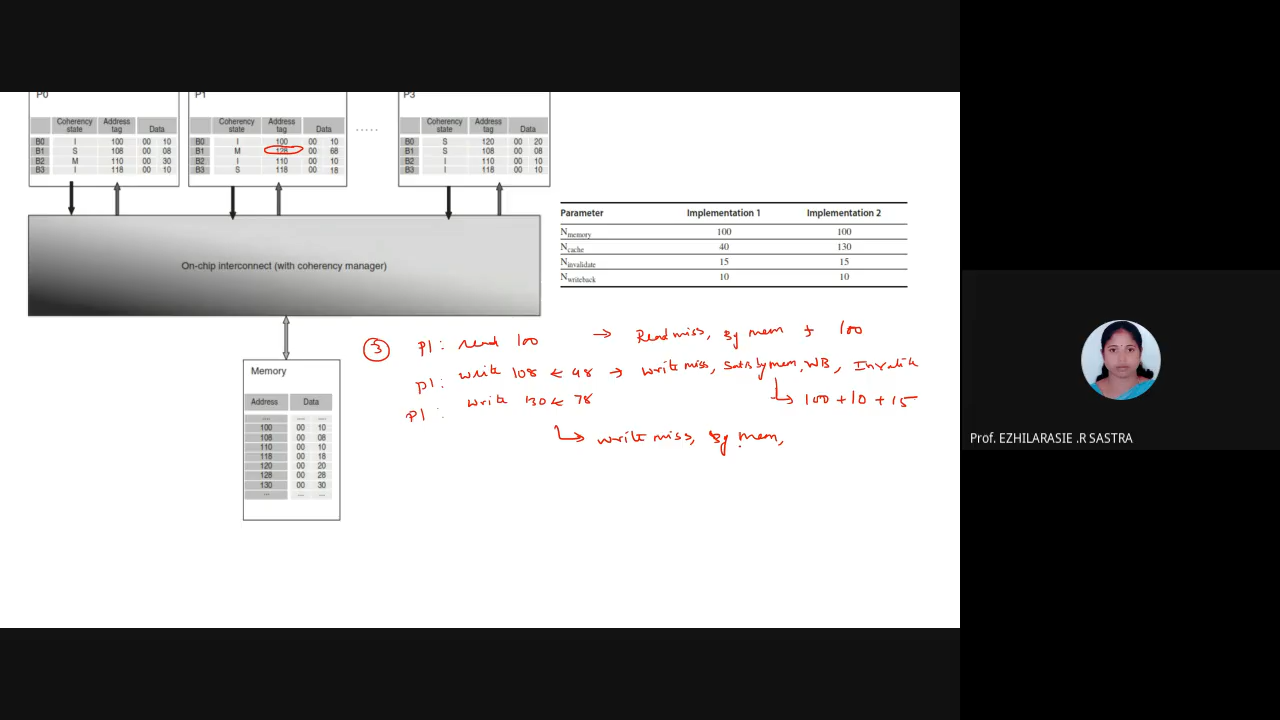 P0 P1 P3
Coherency state Address tag Data
B0 I 100 00 10
B1 S 108 00 08
B2 M 110 00 30
B3 I 118 00 10
Coherency state Address tag Data
B0 I 100 00 10
B1 M 128 00 68
B2 I 110 00 10
B3 S 118 00 18
.....
Coherency state Address tag Data
B0 S 120 00 20
B1 S 108 00 08
B2 I 110 00 10
B3 I 118 00 10
On-chip interconnect (with coherency manager)
Parameter Implementation 1 Implementation 2
Nmemory 100 100
Ncache 40 130
Ninvalidate 15 15
Nwriteback 10 10
Memory
Address Data
.... .... ....
100 00 10
108 00 08
110 00 10
118 00 18
120 00 20
128 00 28
130 00 30
... ... ...
3 P1: read 100 → Read miss, by mem 100
P1: write 108 ← 48 → write miss, Satis by mem, WB,
→ 100 + 10 + 15
P1: write 130 ← 78
→ write miss, by mem,
Prof. EZHILARASIE .R SASTRA